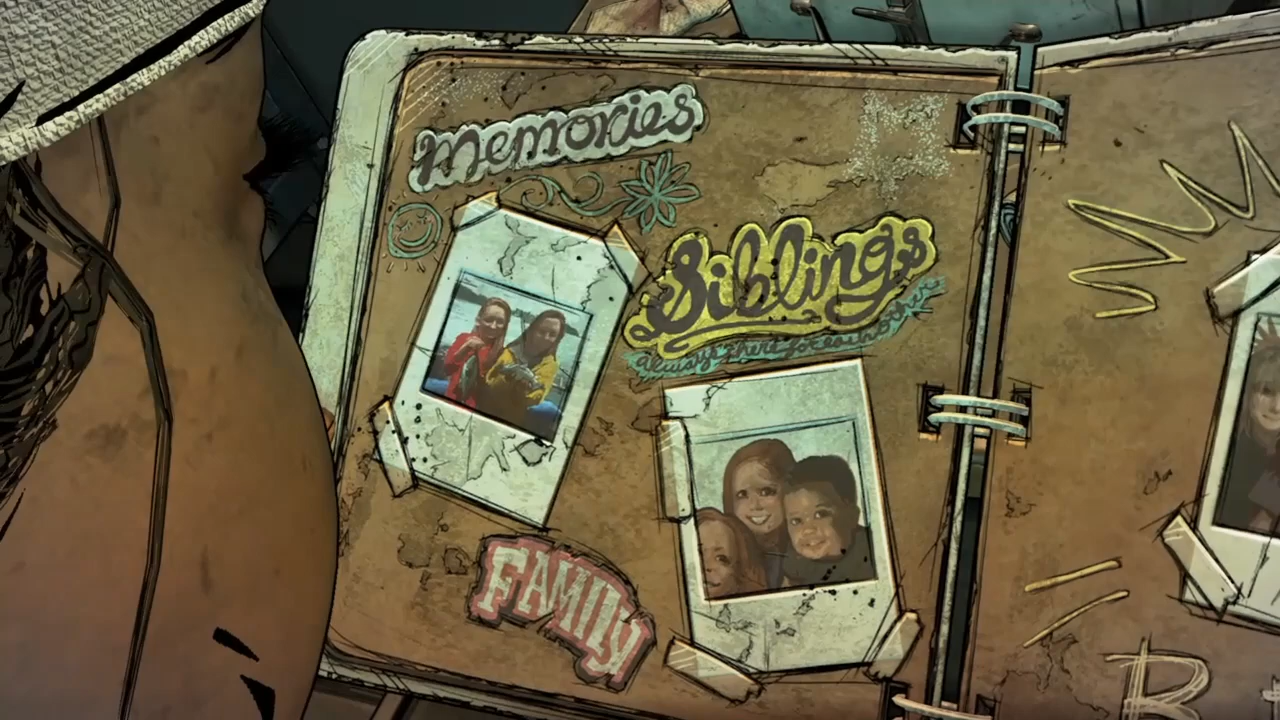 Memories
Siblings
always there for each other
FAMILY
B